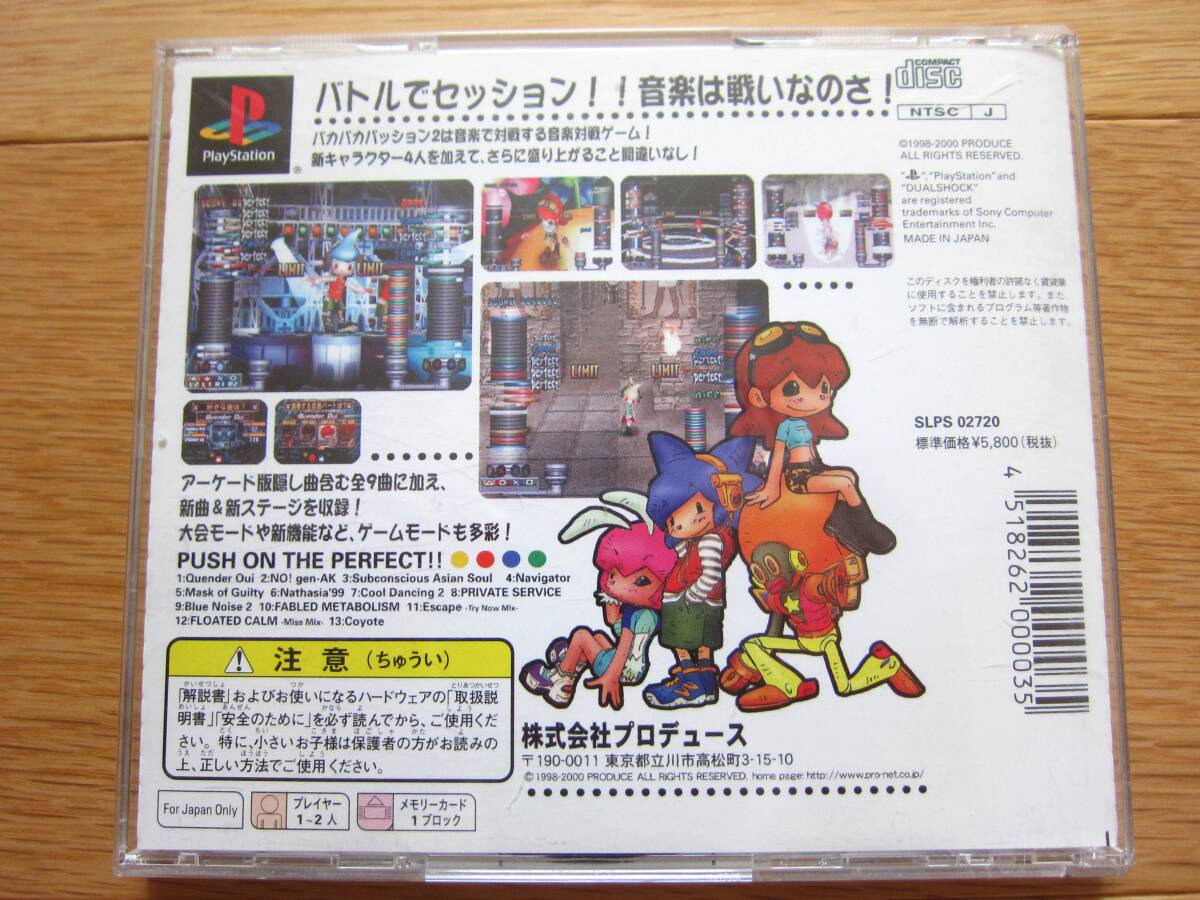 PlayStation
®
バトルでセッション!!音楽は戦いなのさ!
バカバカパッション2は音楽で対戦する音楽対戦ゲーム!
新キャラクター4人を加えて、さらに盛り上がること間違いなし!
COMPACT
disc
NTSC J
©1998-2000 PRODUCE
ALL RIGHTS RESERVED.
"PS", "PlayStation" and
"DUALSHOCK"
are registered
trademarks of Sony Computer
Entertainment Inc.
MADE IN JAPAN
このディスクを権利者の許諾なく賃貸業
に使用することを禁止します。また、
ソフトに含まれるプログラム等著作物
を無断で解析することを禁止します。
perfect
LIMIT
LIMIT
good
perfect
perfect
perfect
LIMIT
LIMIT
nice
Quender Oui
Quender Oui
SLPS 02720
標準価格¥5,800(税抜)
4 518262 000035
アーケード版隠し曲含む全9曲に加え、
新曲&新ステージを収録!
大会モードや新機能など、ゲームモードも多彩!
PUSH ON THE PERFECT!!
1:Quender Oui 2:NO! gen-AK 3:Subconscious Asian Soul 4:Navigator
5:Mask of Guilty 6:Nathasia'99 7:Cool Dancing 2 8:PRIVATE SERVICE
9:Blue Noise 2 10:FABLED METABOLISM 11:Escape -Try Now Mix-
12:FLOATED CALM -Miss Mix- 13:Coyote
注意(ちゅうい)
「解説書」およびお使いになるハードウェアの「取扱説
明書」「安全のために」を必ず読んでから、ご使用くだ
さい。特に、小さいお子様は保護者の方がお読みの
上、正しい方法でご使用ください。
株式会社プロデュース
〒190-0011 東京都立川市高松町3-15-10
©1998-2000 PRODUCE ALL RIGHTS RESERVED. home page: http://www.pro-net.co.jp/
For Japan Only
プレイヤー
1~2人
メモリーカード
1ブロック